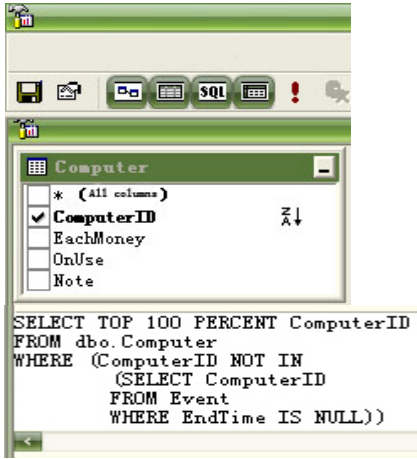 SQL
Computer
* (All columns)
ComputerID
EachMoney
OnUse
Note
SELECT TOP 100 PERCENT ComputerID
FROM dbo.Computer
WHERE (ComputerID NOT IN
(SELECT ComputerID
FROM Event
WHERE EndTime IS NULL))